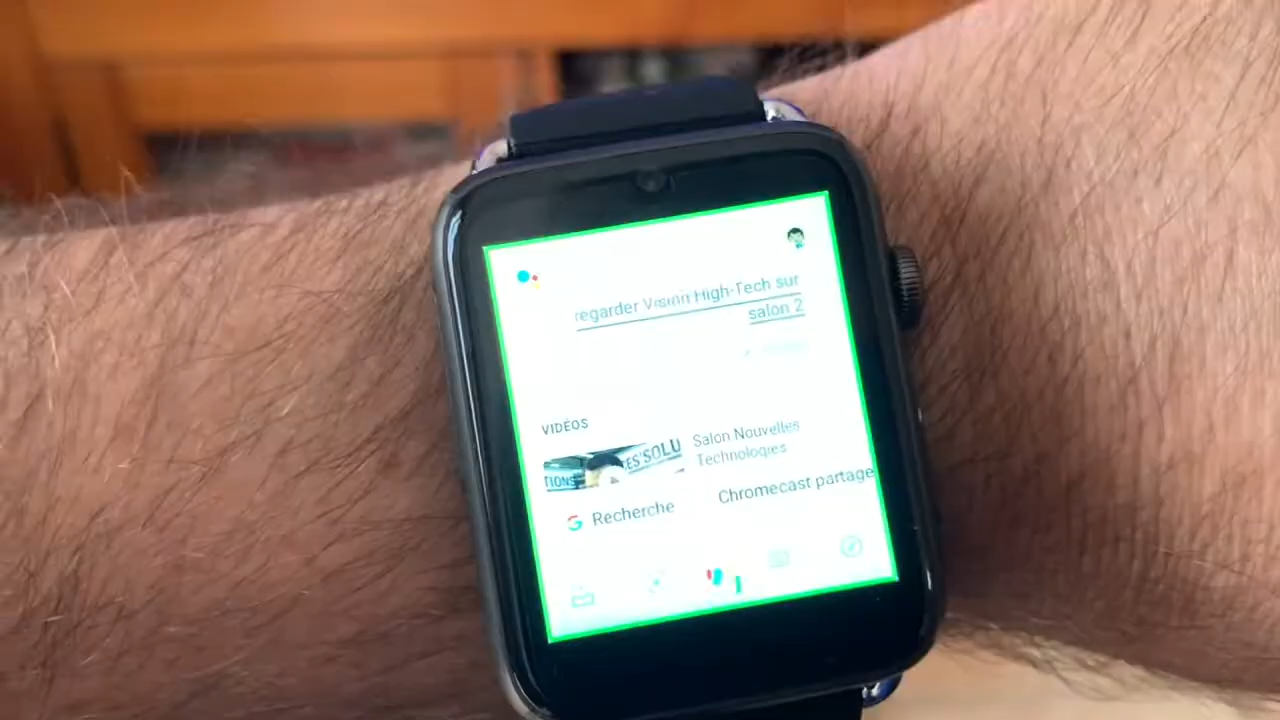 regarder Vision High-Tech sur
salon 2
VIDÉOS
TIONS
ES'SOLU
Salon Nouvelles
Technologies
Recherche
Chromecast partage